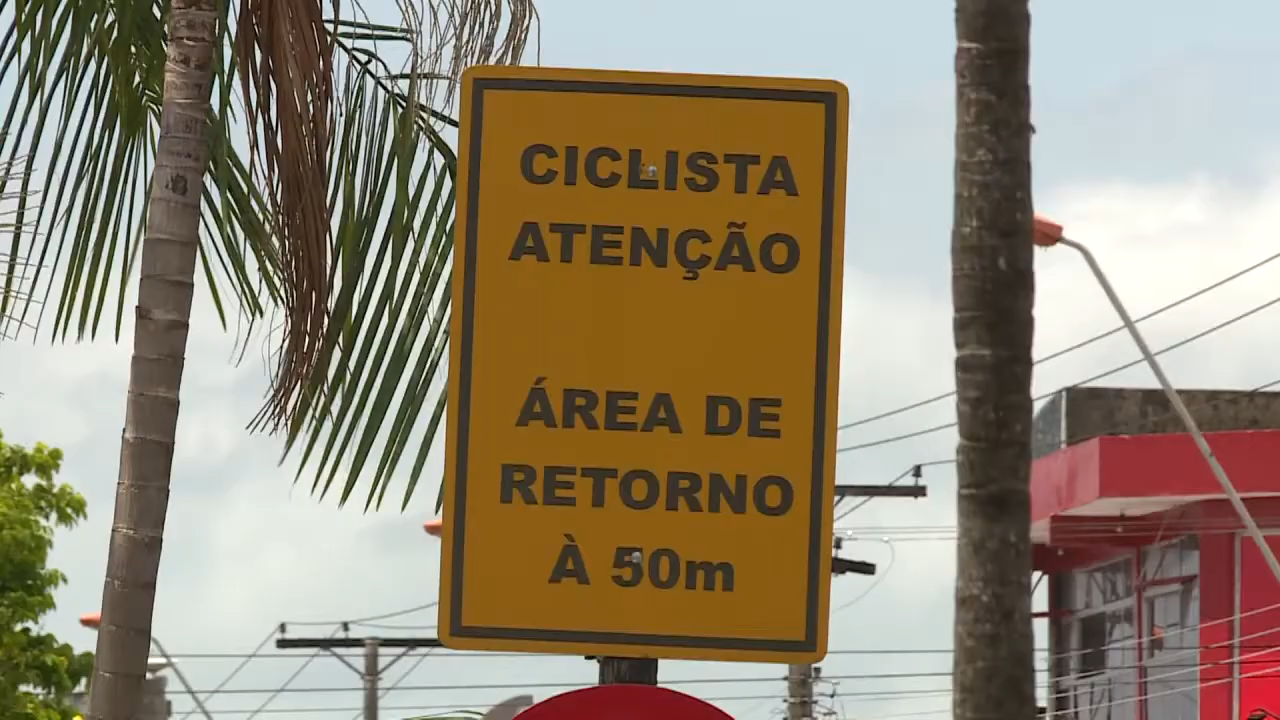 CICLISTA
ATENÇÃO
ÁREA DE
RETORNO
À 50m